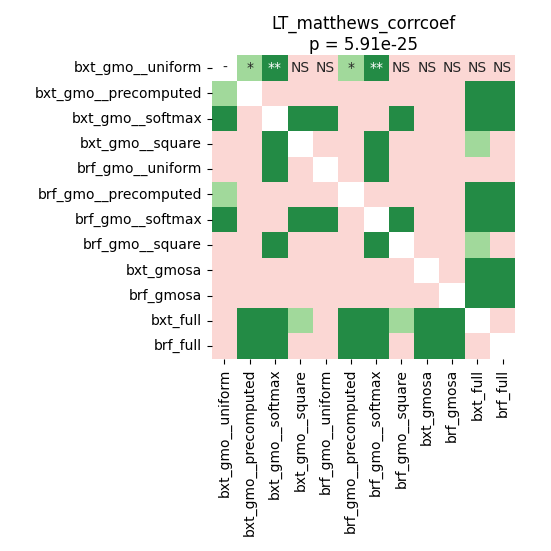 LT_matthews_corrcoef
p = 5.91e-25
bxt_gmo__uniform - * ** NS NS * ** NS NS NS NS NS
bxt_gmo__precomputed
bxt_gmo__softmax
bxt_gmo__square
brf_gmo__uniform
brf_gmo__precomputed
brf_gmo__softmax
brf_gmo__square
bxt_gmosa
brf_gmosa
bxt_full
brf_full
bxt_gmo__uniform
bxt_gmo__precomputed
bxt_gmo__softmax
bxt_gmo__square
brf_gmo__uniform
brf_gmo__precomputed
brf_gmo__softmax
brf_gmo__square
bxt_gmosa
brf_gmosa
bxt_full
brf_full